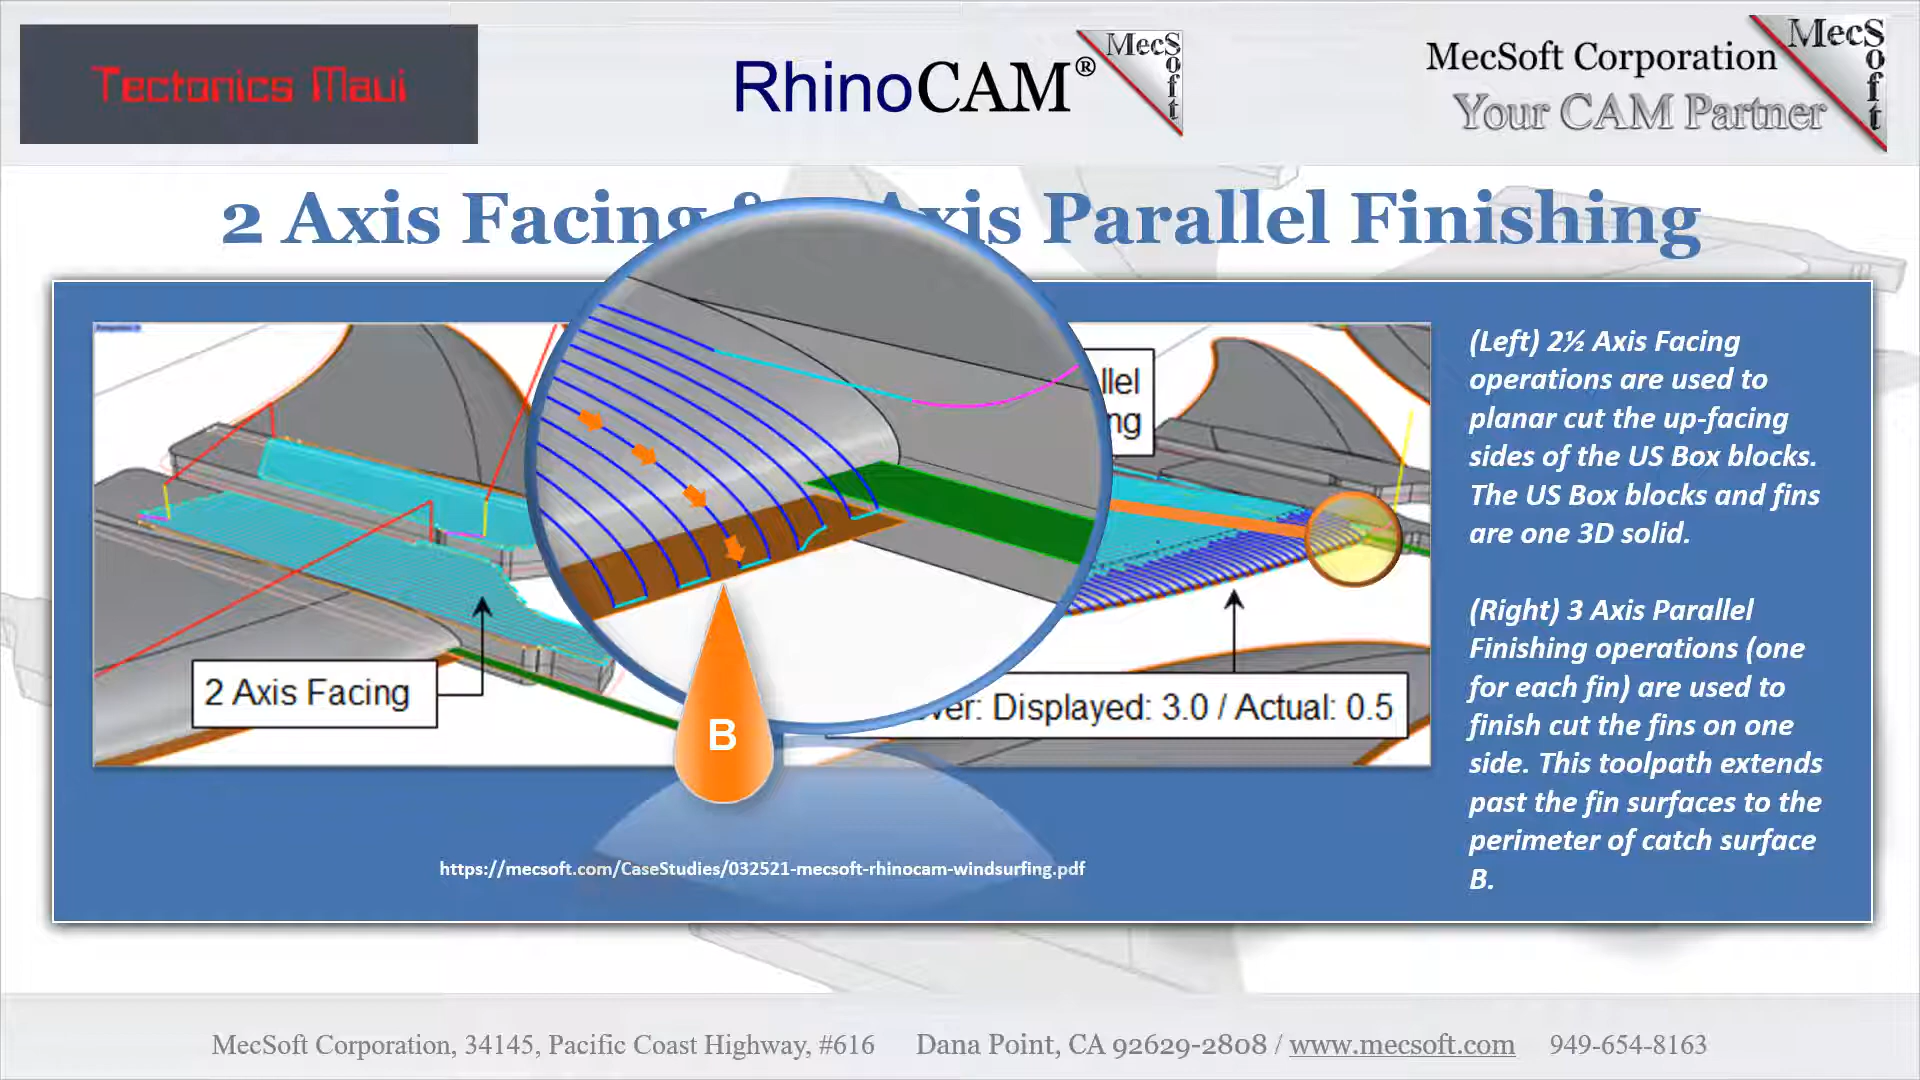 Tectonics Maui
RhinoCAM®
MecSoft
MecSoft Corporation
Your CAM Partner
MecSoft
2 Axis Facing & Axis Parallel Finishing
2 Axis Facing
B
llel
ng
ver: Displayed: 3.0 / Actual: 0.5
(Left) 2½ Axis Facing
operations are used to
planar cut the up-facing
sides of the US Box blocks.
The US Box blocks and fins
are one 3D solid.
(Right) 3 Axis Parallel
Finishing operations (one
for each fin) are used to
finish cut the fins on one
side. This toolpath extends
past the fin surfaces to the
perimeter of catch surface
B.
https://mecsoft.com/CaseStudies/032521-mecsoft-rhinocam-windsurfing.pdf
MecSoft Corporation, 34145, Pacific Coast Highway, #616 Dana Point, CA 92629-2808 / www.mecsoft.com 949-654-8163